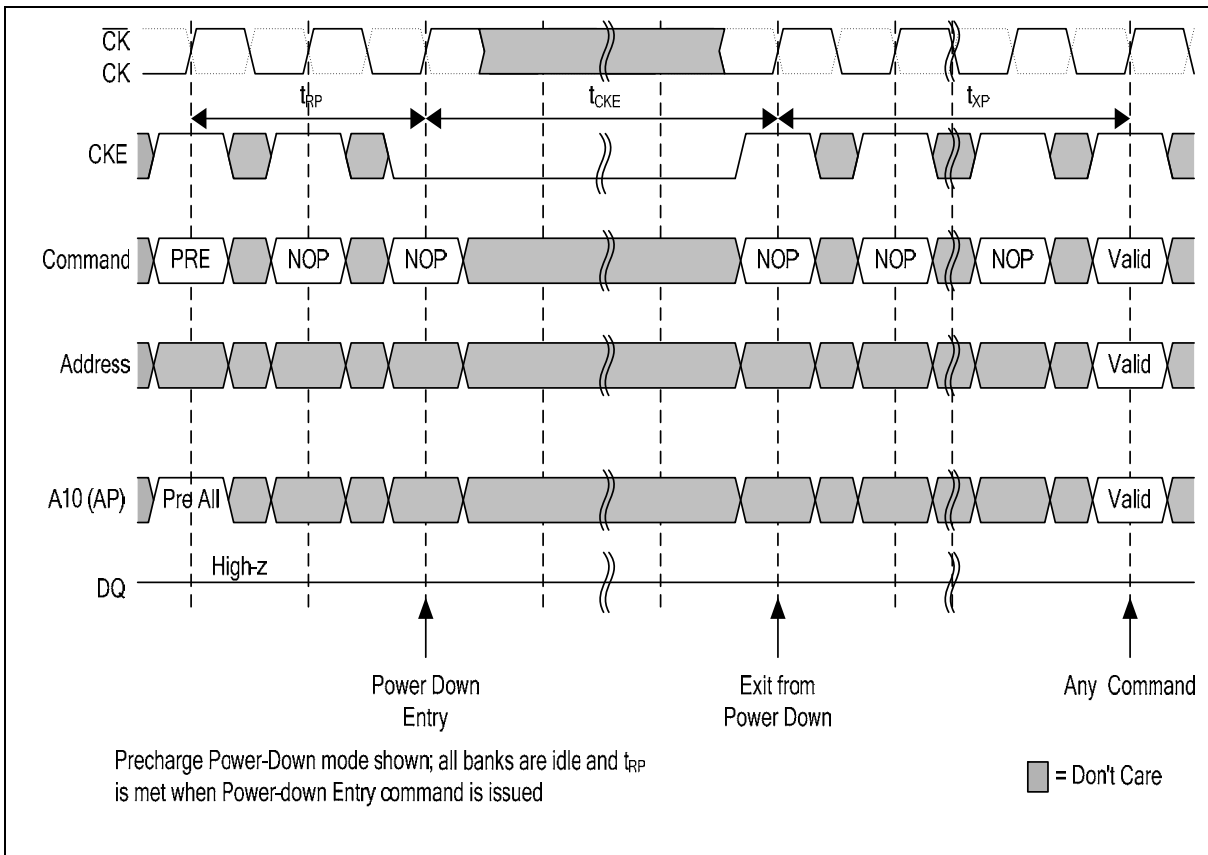 CK
CK
tRP
tCKE
tXP
CKE
Command
PRE
NOP
NOP
NOP
NOP
NOP
Valid
Address
Valid
A10 (AP)
Pre All
Valid
High-z
DQ
Power Down
Entry
Exit from
Power Down
Any Command
Precharge Power-Down mode shown; all banks are idle and tRP
is met when Power-down Entry command is issued
= Don't Care